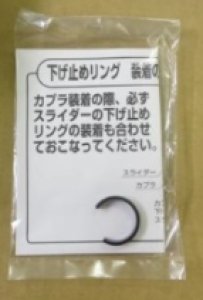 下げ止めリング 装着の
カプラ装着の際、必ず
スライダーの下げ止め
リングの装着も合わせ
ておこなってください。
スライダー
カプラ